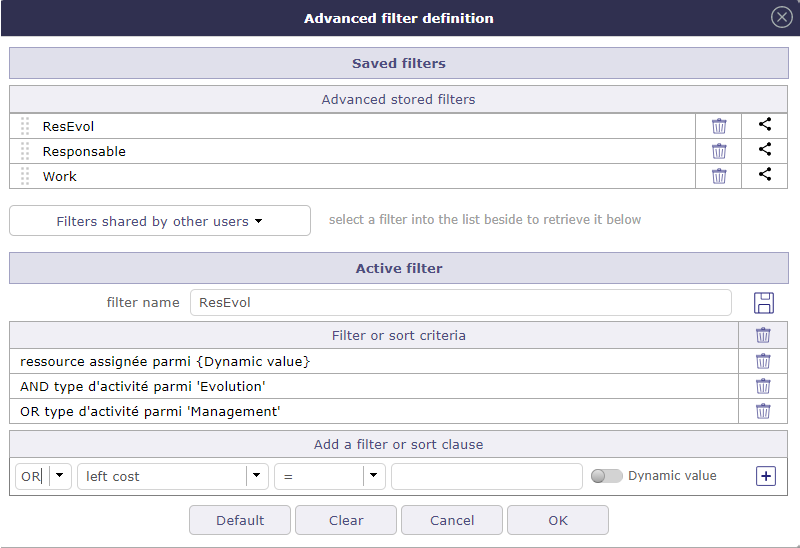 Advanced filter definition
Saved filters
Advanced stored filters
ResEvol
Responsable
Work
Filters shared by other users select a filter into the list beside to retrieve it below
Active filter
filter name ResEvol
Filter or sort criteria
ressource assignée parmi {Dynamic value}
AND type d'activité parmi 'Evolution'
OR type d'activité parmi 'Management'
Add a filter or sort clause
OR left cost = Dynamic value
Default Clear Cancel OK